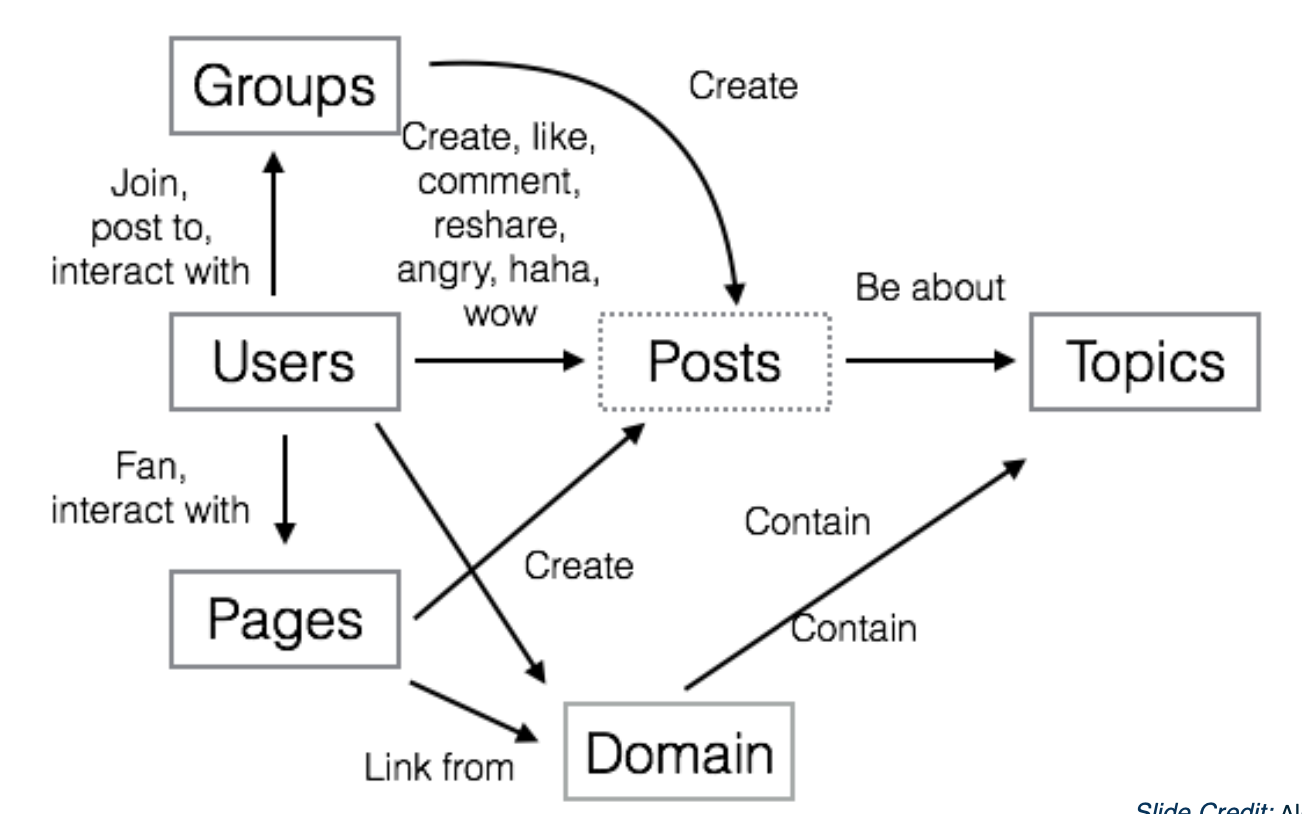 Groups
Create
Create, like,
comment,
reshare,
angry, haha,
wow
Join,
post to,
interact with
Be about
Users
Posts
Topics
Fan,
interact with
Contain
Create
Pages
Contain
Link from
Domain
Slide Credit: